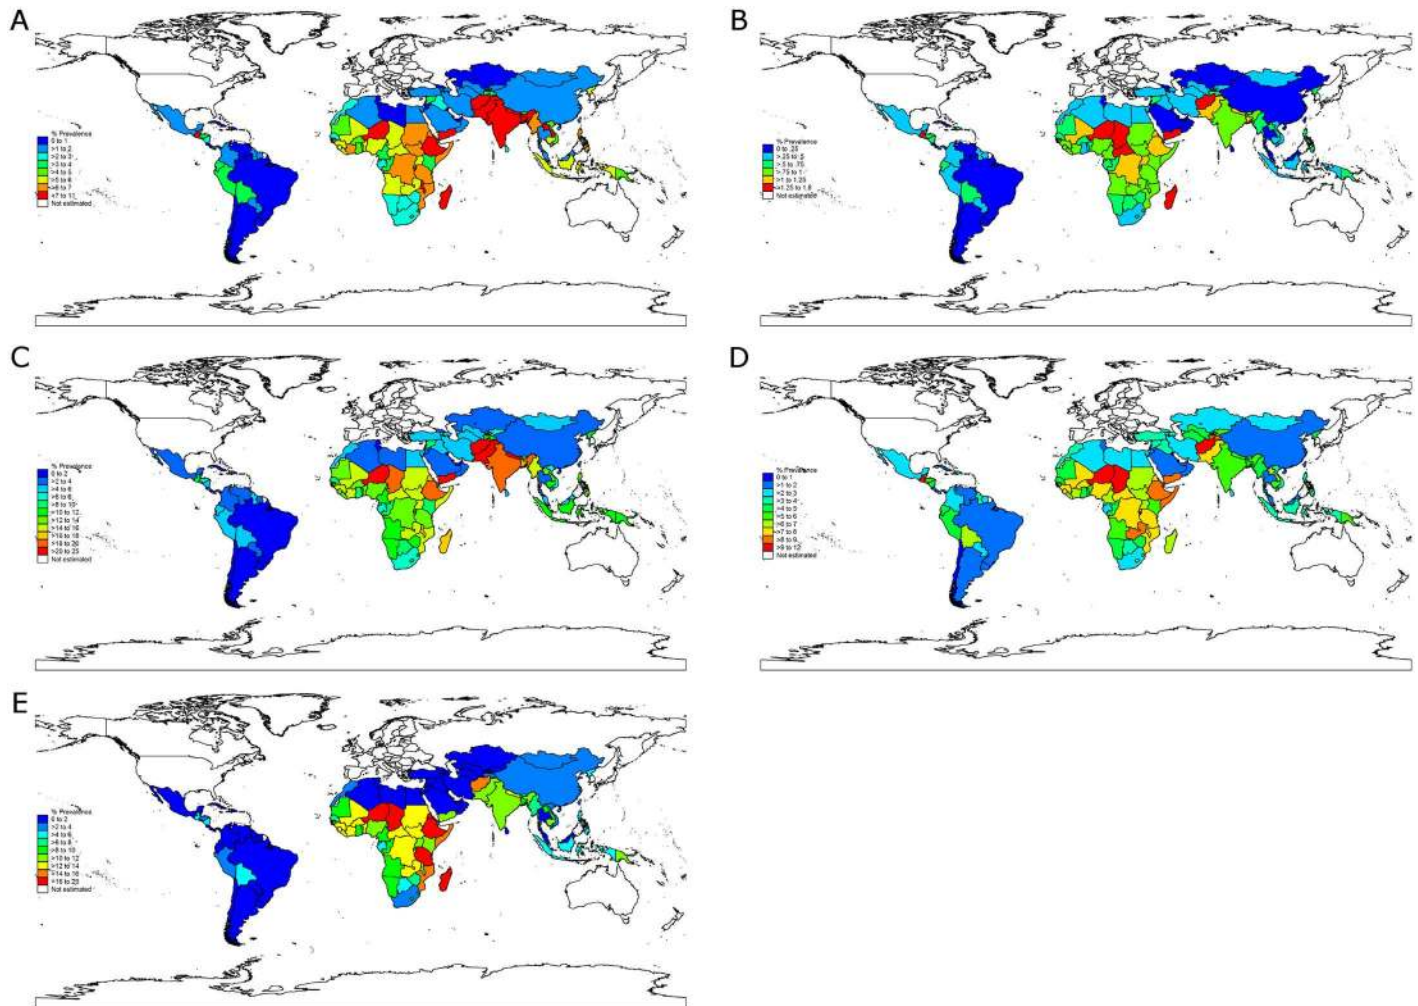 A
% Prevalence
0 to 1
>1 to 2
>2 to 3
>3 to 4
>4 to 5
>5 to 6
>6 to 7
>7 to 11
Not estimated
B
% Prevalence
0 to .25
>.25 to .5
>.5 to .75
>.75 to 1
>1 to 1.25
>1.25 to
Not estimated
C
% Prevalence
0 to 2
>2 to 4
>4 to 6
>6 to 8
>8 to 10
>10 to 12
>12 to 14
>14 to 16
>16 to 18
>18 to 20
>20 to 25
Not estimated
D
% Prevalence
0 to 1
>1 to 2
>2 to 3
>3 to 4
>4 to 5
>5 to 6
>6 to 7
>7 to 8
>8 to 9
>9 to 12
Not estimated
E
% Prevalence
0 to 2
>2 to 4
>4 to 6
>6 to 8
>8 to 10
>10 to 12
>12 to 14
>14 to 16
>16 to
Not estimated